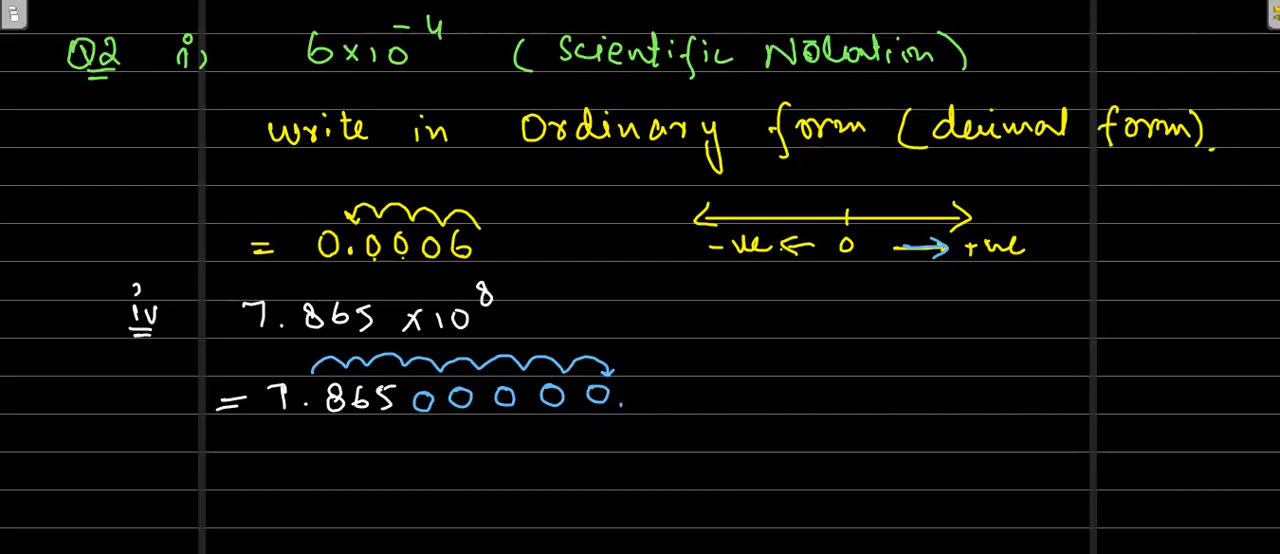 Q2 i, 6×10⁻⁴ (Scientific Notation)
write in Ordinary form (decimal form).
= 0.0006
-ve ← 0 → +ve
iv 7.865 ×10⁸
= 7.86500000.